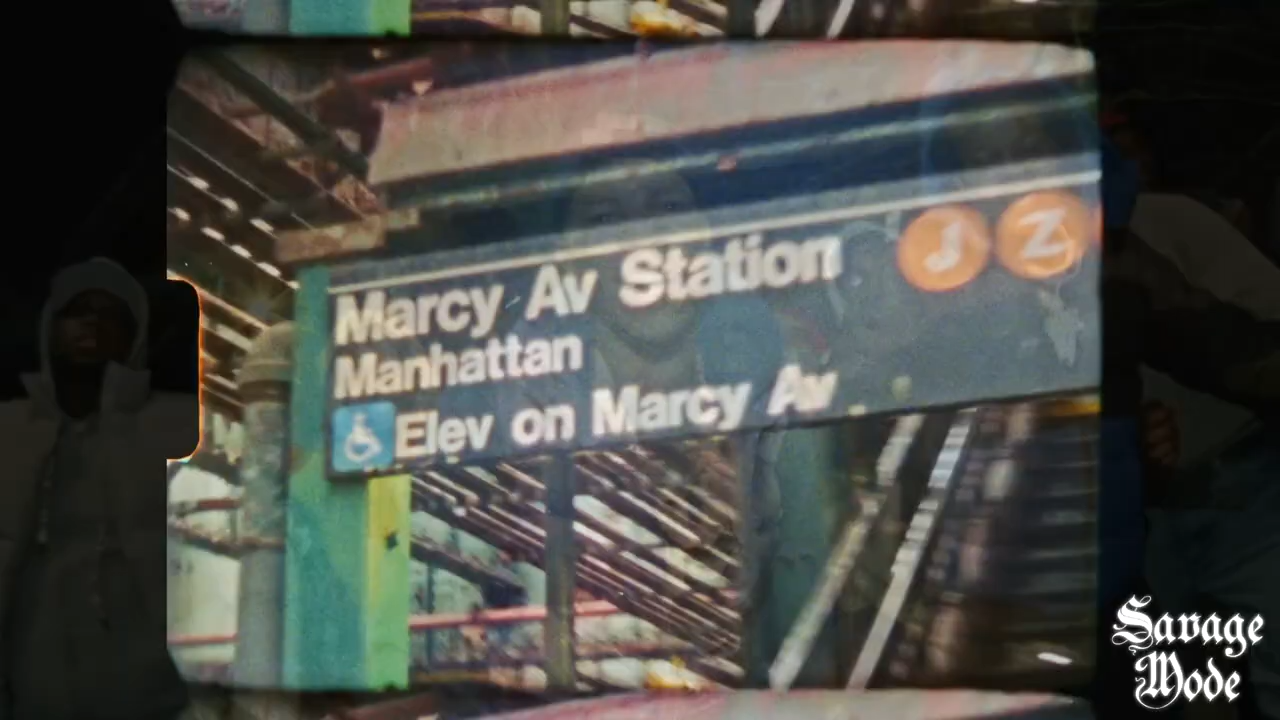 Marcy Av Station J Z
Manhattan
Elev on Marcy Av
Savage
Mode